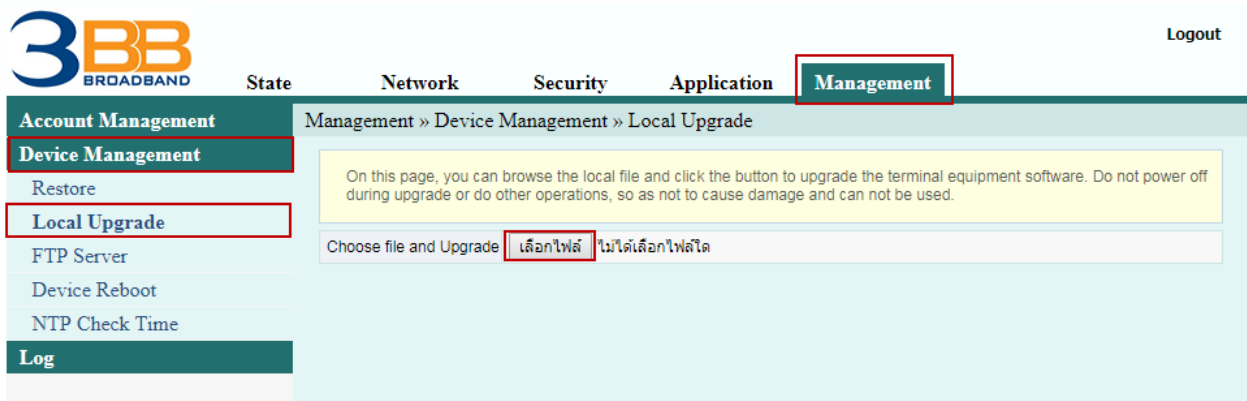 3BB
BROADBAND
Logout
State Network Security Application Management
Account Management
Management » Device Management » Local Upgrade
Device Management
Restore
Local Upgrade
FTP Server
Device Reboot
NTP Check Time
Log
On this page, you can browse the local file and click the button to upgrade the terminal equipment software. Do not power off
during upgrade or do other operations, so as not to cause damage and can not be used.
Choose file and Upgrade เลือกไฟล์ ไม่ได้เลือกไฟล์ใด